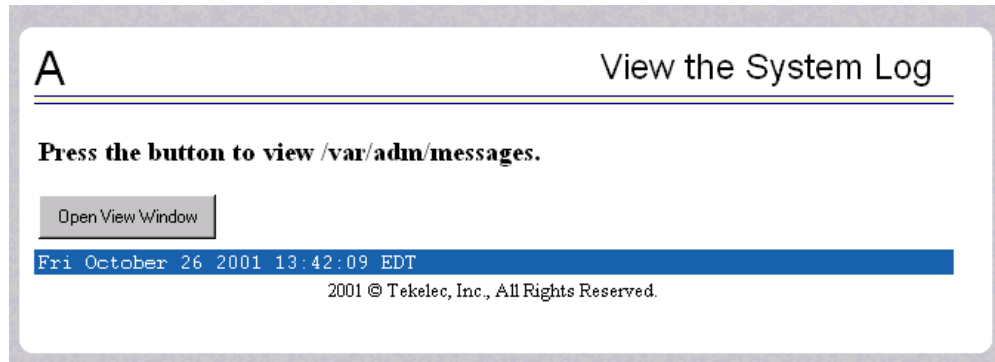 A
View the System Log
Press the button to view /var/adm/messages.
Open View Window
Fri October 26 2001 13:42:09 EDT
2001 © Tekelec, Inc., All Rights Reserved.